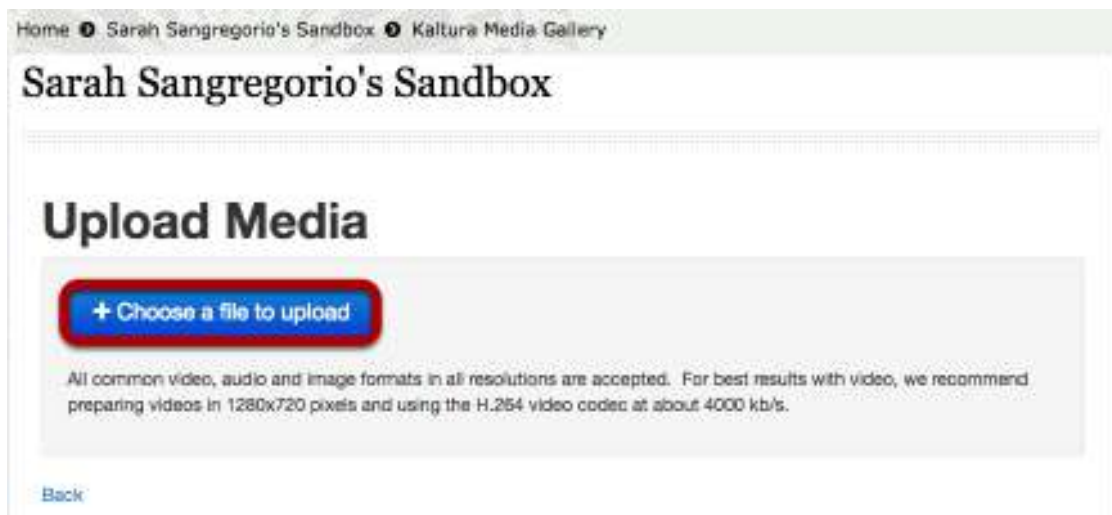 Home Sarah Sangregorio's Sandbox Kaltura Media Gallery
Sarah Sangregorio's Sandbox
Upload Media
+ Choose a file to upload
All common video, audio and image formats in all resolutions are accepted. For best results with video, we recommend
preparing videos in 1280x720 pixels and using the H.264 video codec at about 4000 kb/s.
Back